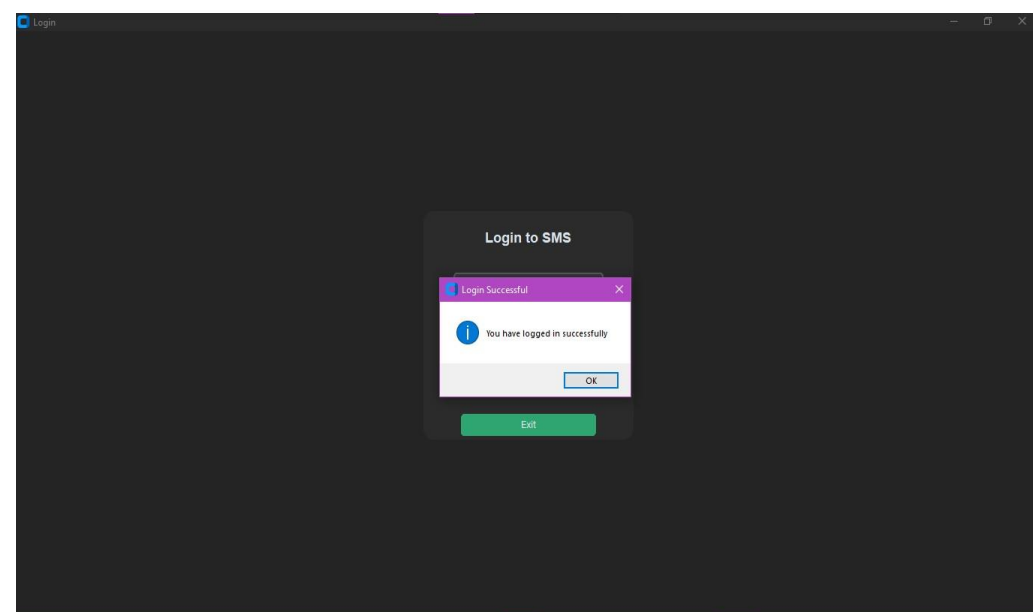 Login
Login to SMS
Login Successful
You have logged in successfully
OK
Exit